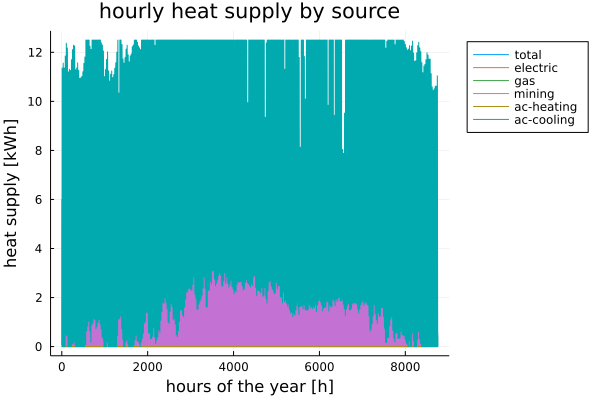 hourly heat supply by source
heat supply [kWh]
12
10
8
6
4
2
0
0 2000 4000 6000 8000
hours of the year [h]
total
electric
gas
mining
ac-heating
ac-cooling